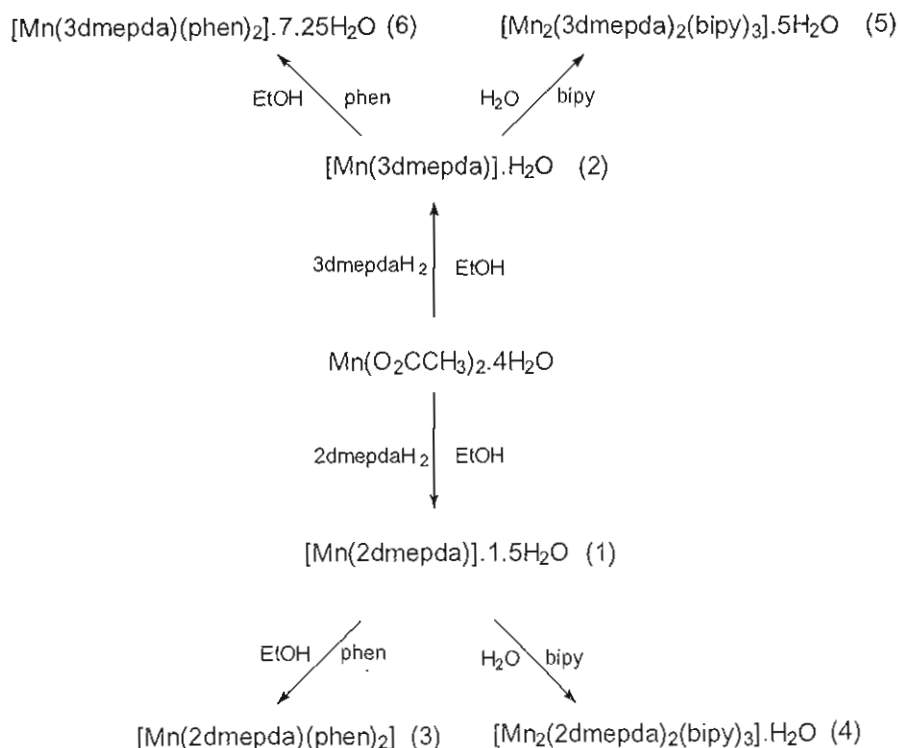 [Mn(3dmepda)(phen)₂].7.25H₂O (6) [Mn₂(3dmepda)₂(bipy)₃].5H₂O (5)
EtOH phen H₂O bipy
[Mn(3dmepda)].H₂O (2)
3dmepdaH₂ EtOH
Mn(O₂CCH₃)₂.4H₂O
2dmepdaH₂ EtOH
[Mn(2dmepda)].1.5H₂O (1)
EtOH phen H₂O bipy
[Mn(2dmepda)(phen)₂] (3) [Mn₂(2dmepda)₂(bipy)₃].H₂O (4)